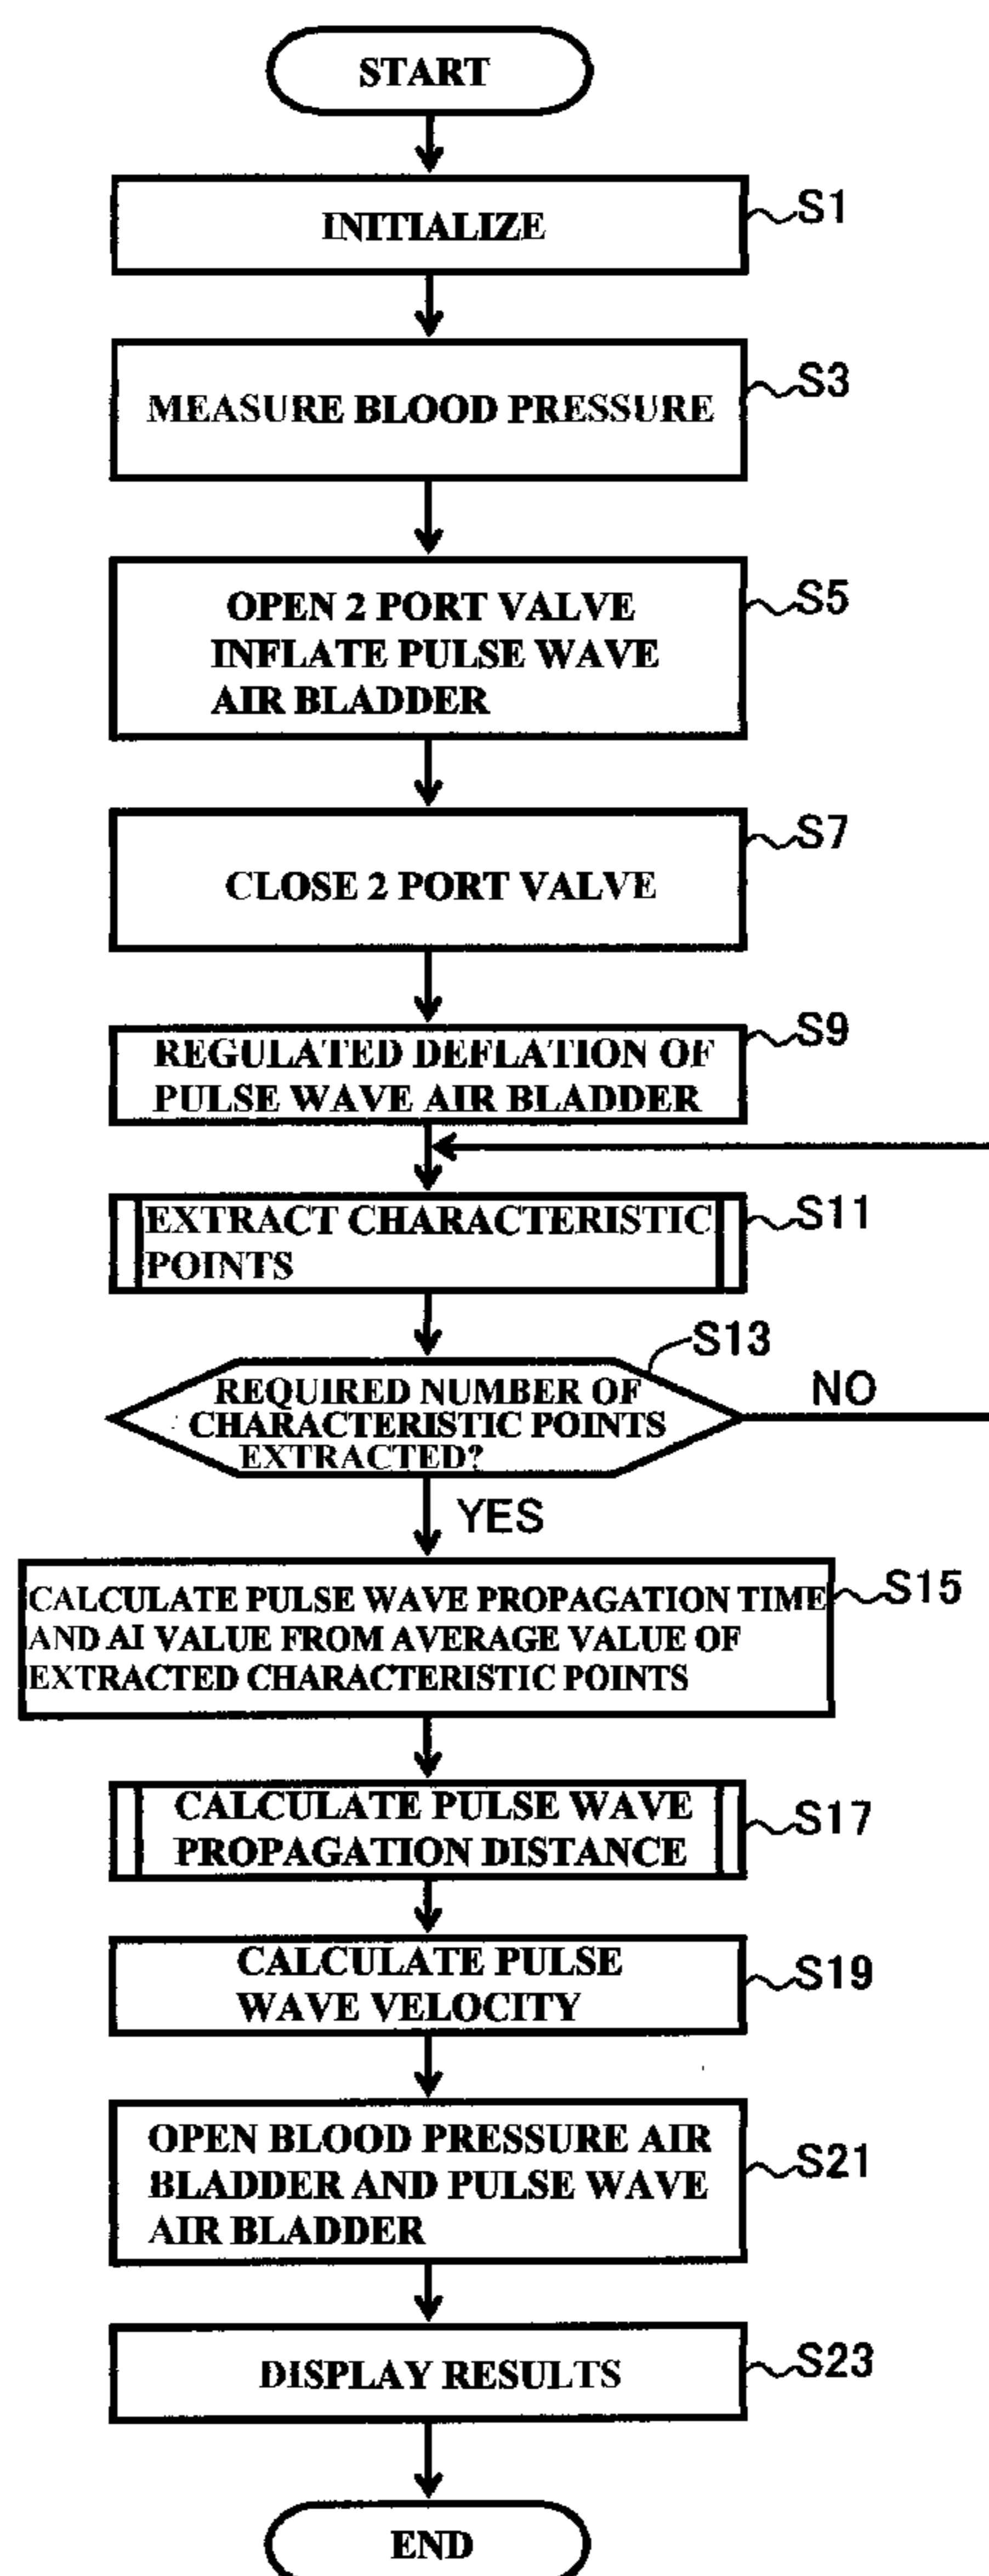 START
INITIALIZE
S1
MEASURE BLOOD PRESSURE
S3
OPEN 2 PORT VALVE
INFLATE PULSE WAVE
AIR BLADDER
S5
CLOSE 2 PORT VALVE
S7
REGULATED DEFLATION OF
PULSE WAVE AIR BLADDER
S9
EXTRACT CHARACTERISTIC
POINTS
S11
S13
REQUIRED NUMBER OF
CHARACTERISTIC POINTS
EXTRACTED?
NO
YES
CALCULATE PULSE WAVE PROPAGATION TIME
AND AI VALUE FROM AVERAGE VALUE OF
EXTRACTED CHARACTERISTIC POINTS
S15
CALCULATE PULSE WAVE
PROPAGATION DISTANCE
S17
CALCULATE PULSE
WAVE VELOCITY
S19
OPEN BLOOD PRESSURE AIR
BLADDER AND PULSE WAVE
AIR BLADDER
S21
DISPLAY RESULTS
S23
END